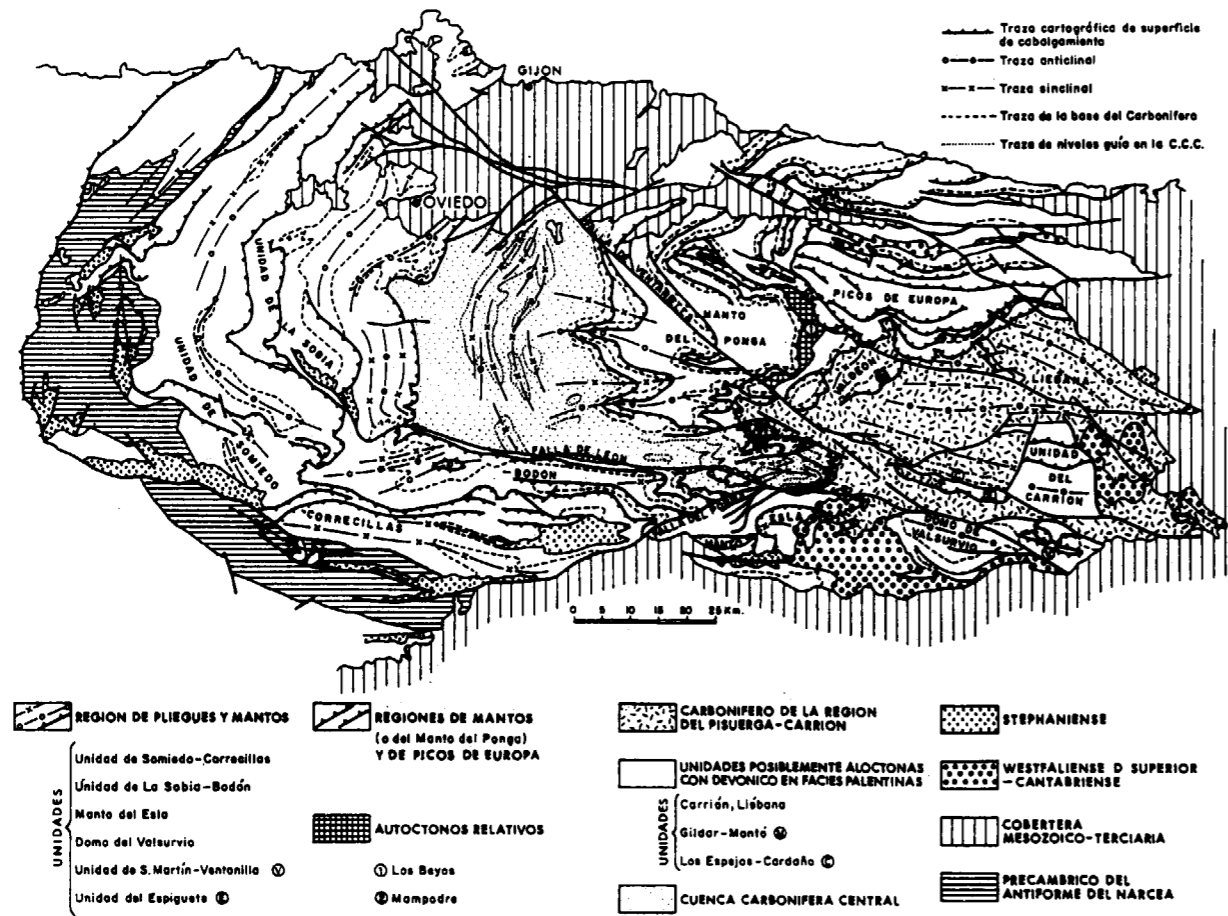 Traza cartográfica de superficie
de cabalgamiento
Traza anticlinal
Traza sinclinal
Traza de la base del Carbonífero
Traza de niveles guía en la C.C.C.
GIJON
OVIEDO
UNIDAD DE LA SOBIA
UNIDAD DE SOMIEDO
VENTANIELLA
MANTO
DEL PONGA
PICOS DE EUROPA
LIEBANA
UNIDAD
DEL
CARRION
FALLA DE LEON
BODON
CORRECILLAS
ESLA
MANTO
DOMO DE
VALSURVIO
0 5 10 15 20 25 Km.
REGION DE PLIEGUES Y MANTOS
UNIDADES
Unidad de Somiedo-Correcillas
Unidad de La Sobia-Bodón
Manto del Esla
Domo del Valsurvio
Unidad de S. Martín-Ventanilla Ⓥ
Unidad del Espiguete Ⓔ
REGIONES DE MANTOS
(o del Manto del Ponga)
Y DE PICOS DE EUROPA
AUTOCTONOS RELATIVOS
① Los Beyos
② Mampodre
CARBONIFERO DE LA REGION
DEL PISUERGA-CARRION
UNIDADES POSIBLEMENTE ALOCTONAS
CON DEVONICO EN FACIES PALENTINAS
UNIDADES
Carrión, Liébana
Gildar-Montó Ⓜ
Los Espejos-Cardaño Ⓒ
CUENCA CARBONIFERA CENTRAL
STEPHANIENSE
WESTFALIENSE D SUPERIOR
-CANTABRIENSE
COBERTERA
MESOZOICO-TERCIARIA
PRECAMBRICO DEL
ANTIFORME DEL NARCEA